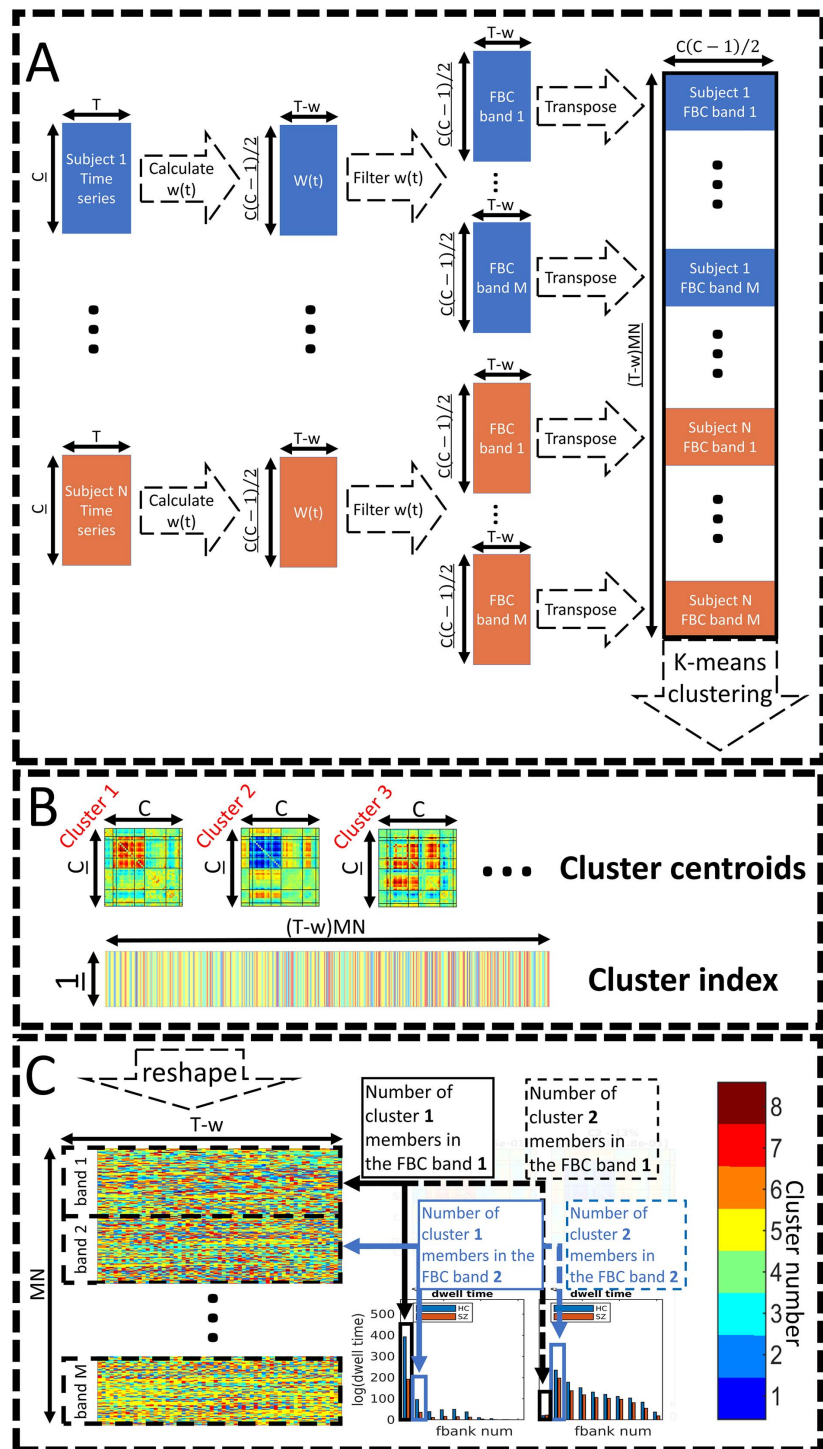 A
T
C
Subject 1
Time
series
Calculate
w(t)
T-w
C(C − 1)/2
W(t)
Filter w(t)
T-w
C(C − 1)/2
FBC
band 1
Transpose
T-w
C(C − 1)/2
FBC
band M
Transpose
T
C
Subject N
Time
series
Calculate
w(t)
T-w
C(C − 1)/2
W(t)
Filter w(t)
T-w
C(C − 1)/2
FBC
band 1
Transpose
T-w
C(C − 1)/2
FBC
band M
Transpose
C(C − 1)/2
(T-w)MN
Subject 1
FBC band 1
Subject 1
FBC band M
Subject N
FBC band 1
Subject N
FBC band M
K-means
clustering
B
Cluster 1
C
C
Cluster 2
C
C
Cluster 3
C
C
Cluster centroids
(T-w)MN
1
Cluster index
C
reshape
T-w
MN
band 1
band 2
band M
Number of
cluster 1
members in
the FBC band 1
Number of
cluster 2
members in
the FBC band 1
Number of
cluster 1
members in the
FBC band 2
Number of
cluster 2
members in
the FBC band 2
dwell time
HC
SZ
500
400
300
200
100
0
log(dwell time)
dwell time
HC
SZ
fbank num
fbank num
8
7
6
5
4
3
2
1
Cluster number